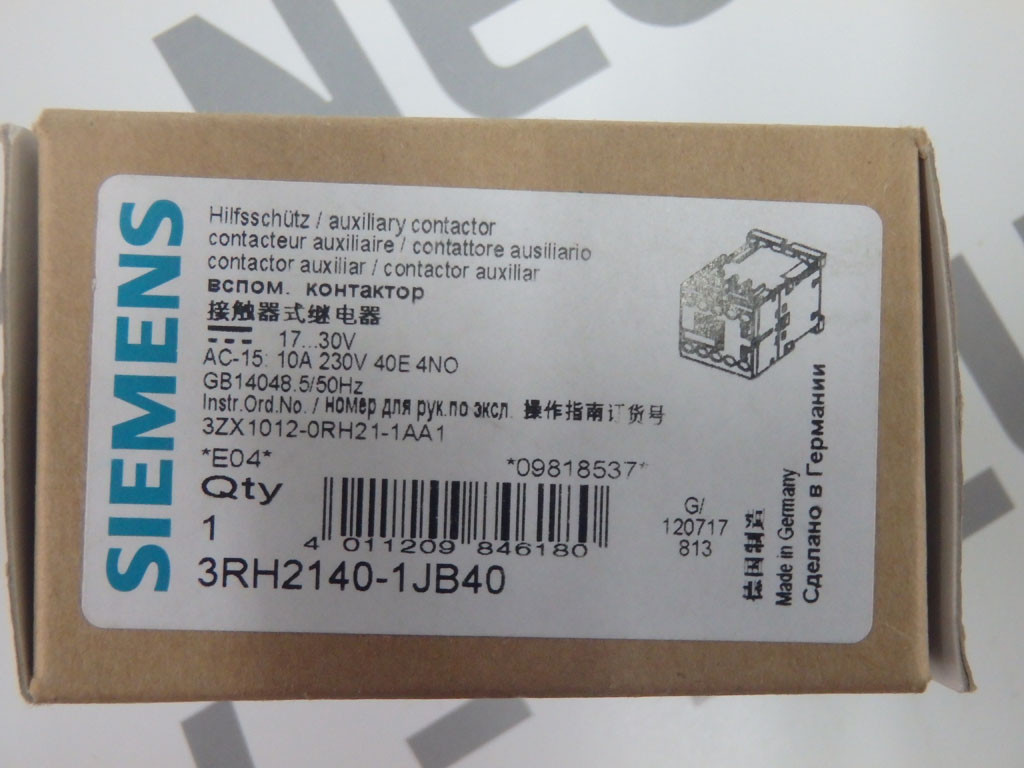 SIEMENS
Hilfsschütz / auxiliary contactor
contacteur auxiliaire / contattore ausiliario
contactor auxiliar / contactor auxiliar
вспом. контактор
接触器式继电器
17...30V
AC-15: 10A 230V 40E 4NO
GB14048.5/50Hz
Instr.Ord.No. / номер для рук.по эксл. 操作指南订货号
3ZX1012-0RH21-1AA1
*E04* *09818537*
Qty
1
4 011209 846180
3RH2140-1JB40
G/
120717
813
德国制造
Made in Germany
Сделано в Германии